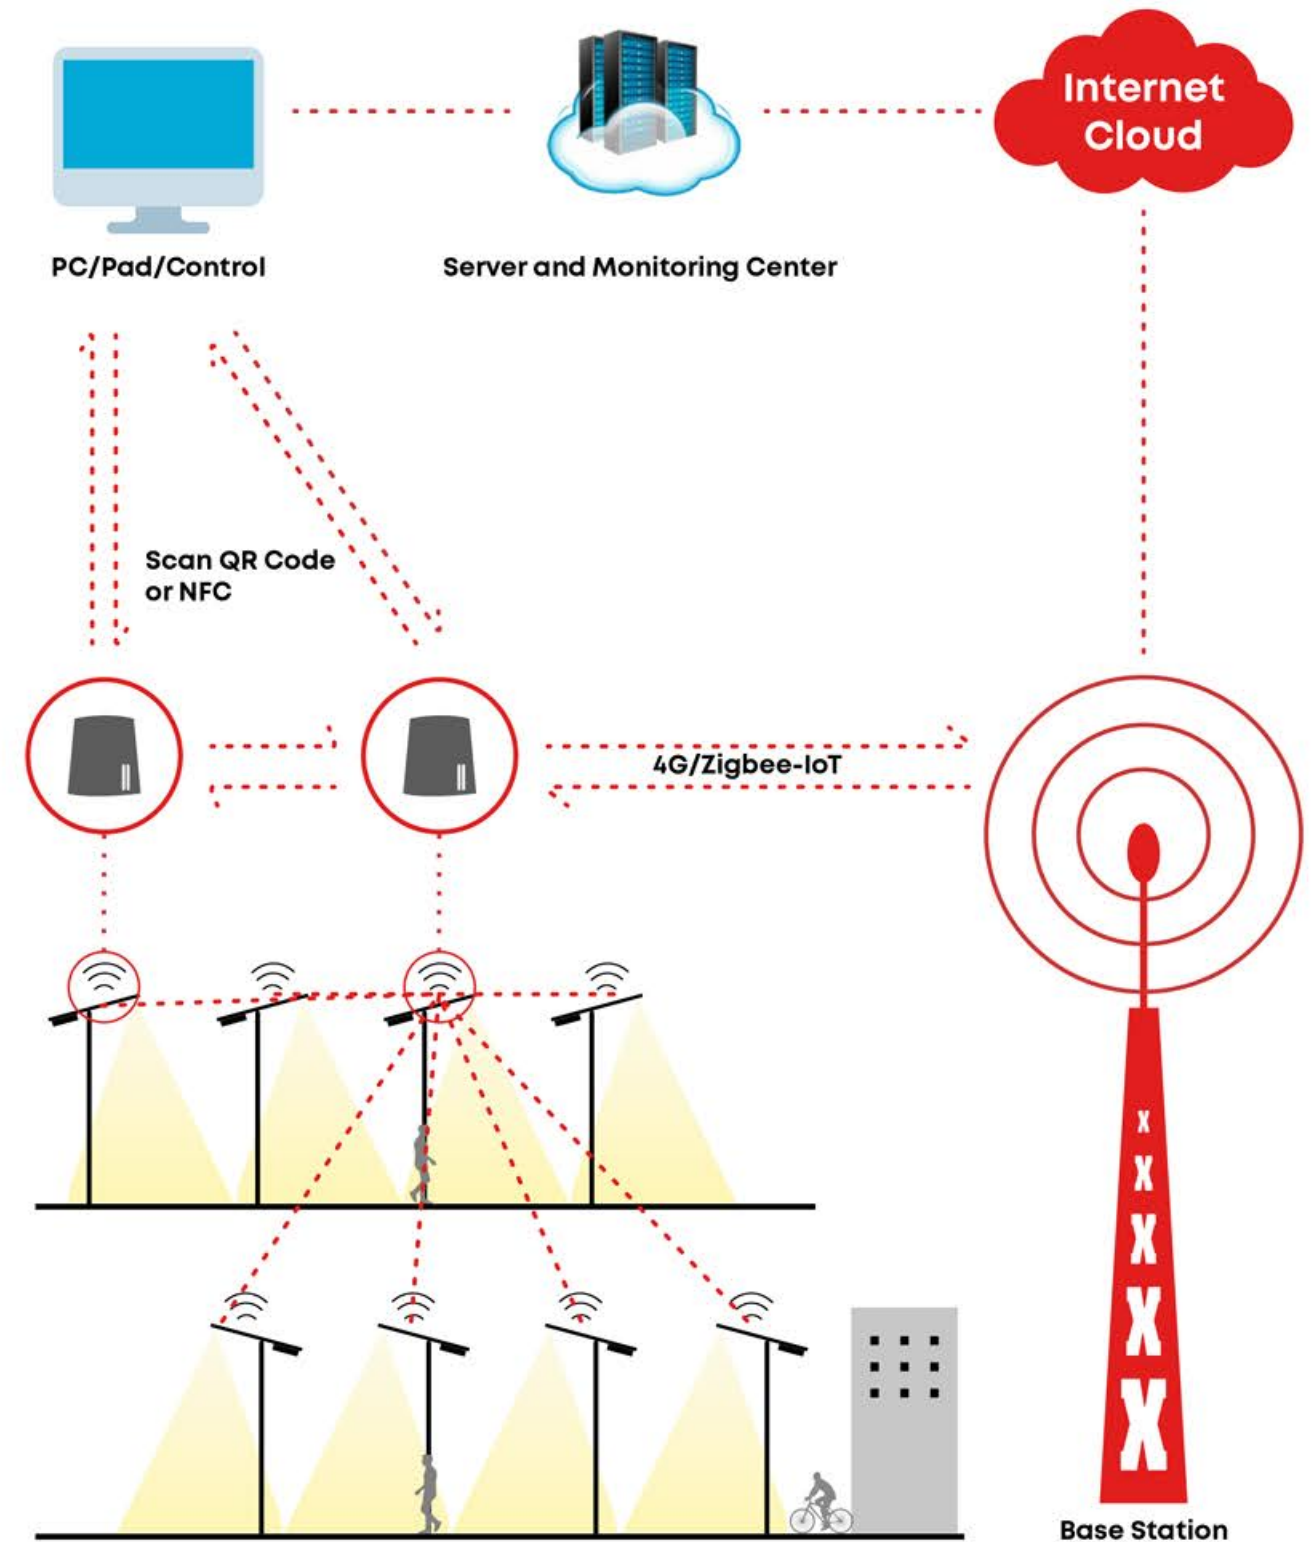 Internet
Cloud
PC/Pad/Control
Server and Monitoring Center
Scan QR Code
or NFC
4G/Zigbee-IoT
Base Station